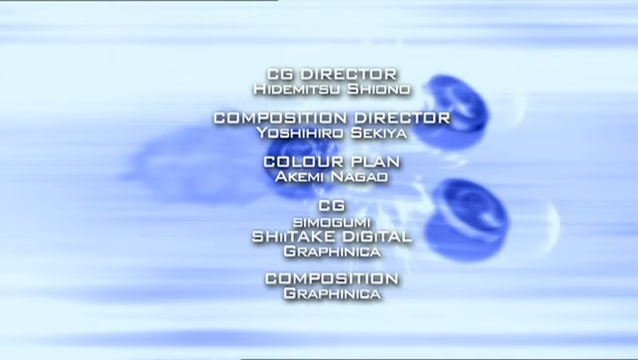 CG DIRECTOR
HIDEMITSU SHIONO
COMPOSITION DIRECTOR
YOSHIHIRO SEKIYA
COLOUR PLAN
AKEMI NAGAO
CG
SIMOGUMI
SHiiTAKE DiGiTAL
GRAPHINICA
COMPOSITION
GRAPHINICA